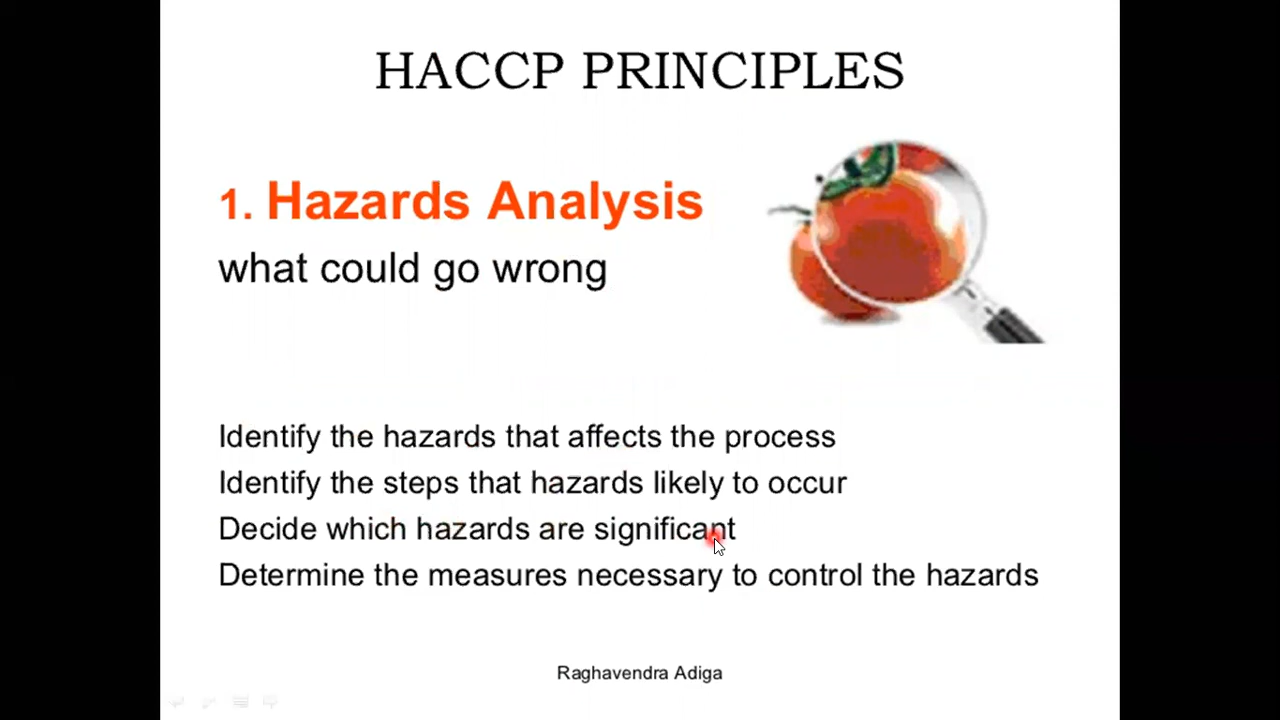 HACCP PRINCIPLES
1. Hazards Analysis
what could go wrong
Identify the hazards that affects the process
Identify the steps that hazards likely to occur
Decide which hazards are significant
Determine the measures necessary to control the hazards
Raghavendra Adiga